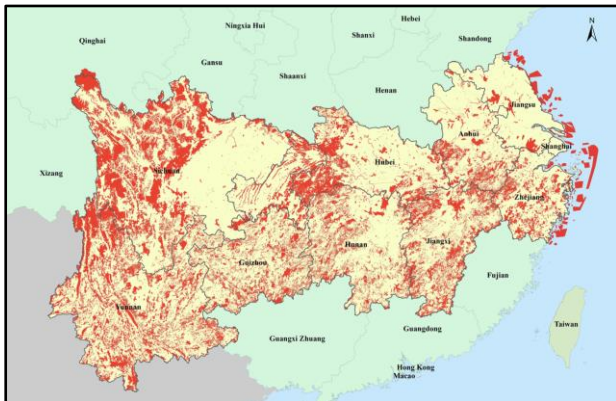 Hebei
Ningxia Hui
Shanxi
Shandong
N
Qinghai
Gansu
Shaanxi
Henan
Jiangsu
Anhui
Shanghai
Xizang
Sichuan
Hubei
Zhejiang
Guizhou
Hunan
Jiangxi
Fujian
Yunnan
Taiwan
Guangxi Zhuang
Guangdong
Hong Kong
Macao